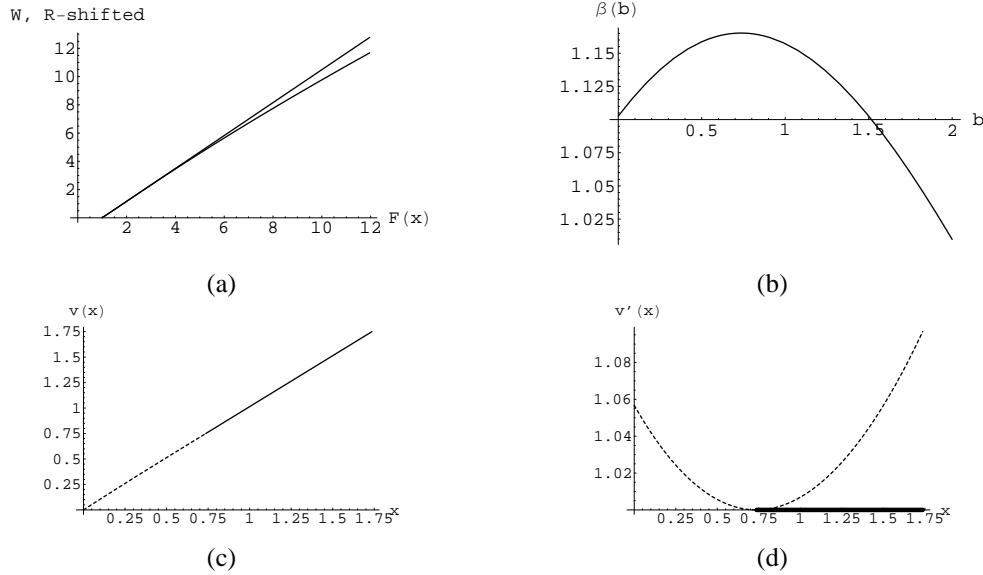 W, R-shifted
12
10
8
6
4
2
2 4 6 8 10 12 F(x)
(a)
β(b)
1.15
1.125
0.5 1 1.5 2 b
1.075
1.05
1.025
(b)
v(x)
1.75
1.5
1.25
1
0.75
0.5
0.25
0.25 0.5 0.75 1 1.25 1.5 1.75 x
(c)
v'(x)
1.08
1.06
1.04
1.02
0.25 0.5 0.75 1 1.25 1.5 1.75 x
(d)